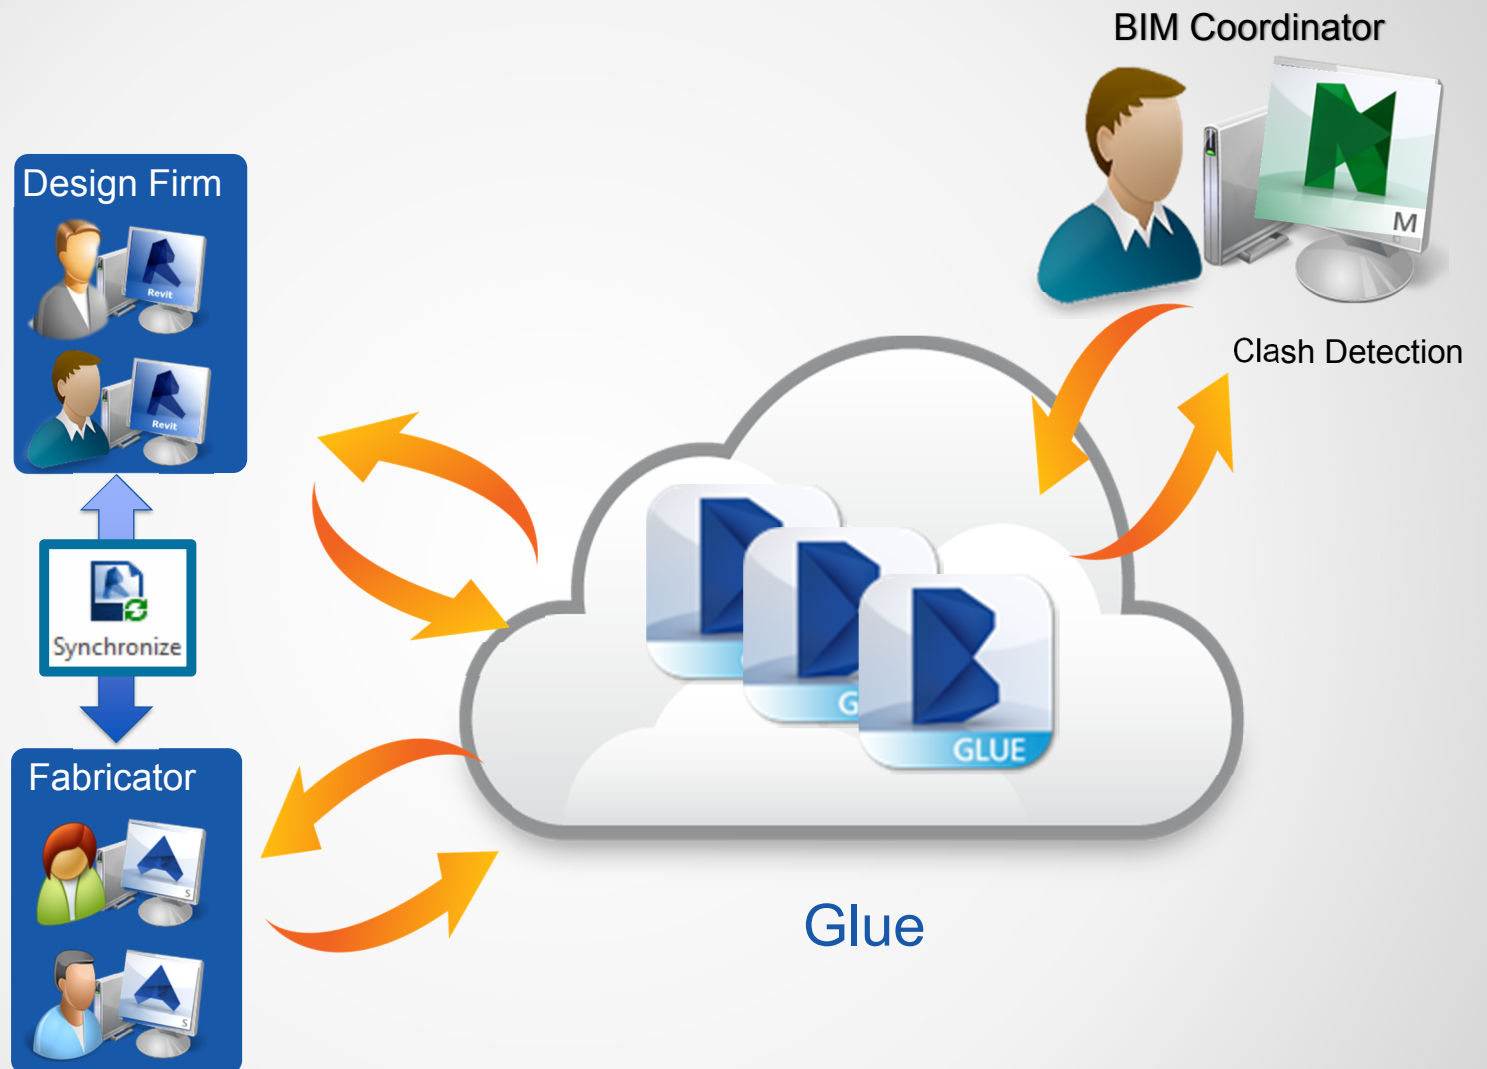 BIM Coordinator
M
Clash Detection
Design Firm
Revit
Revit
Synchronize
Fabricator
S
S
G
GLUE
Glue